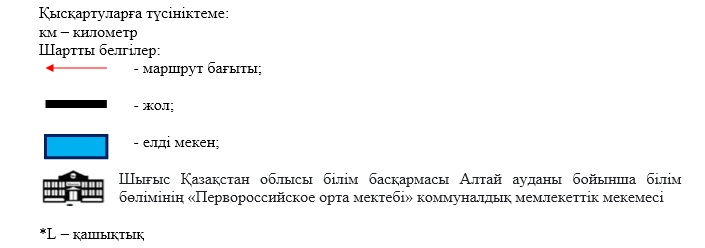 Қысқартуларға түсініктеме:
км – километр
Шартты белгілер:
- маршрут бағыты;
- жол;
- елді мекен;
Шығыс Қазақстан облысы білім басқармасы Алтай ауданы бойынша білім
бөлімінің «Первороссийское орта мектебі» коммуналдық мемлекеттік мекемесі
*L – қашықтық